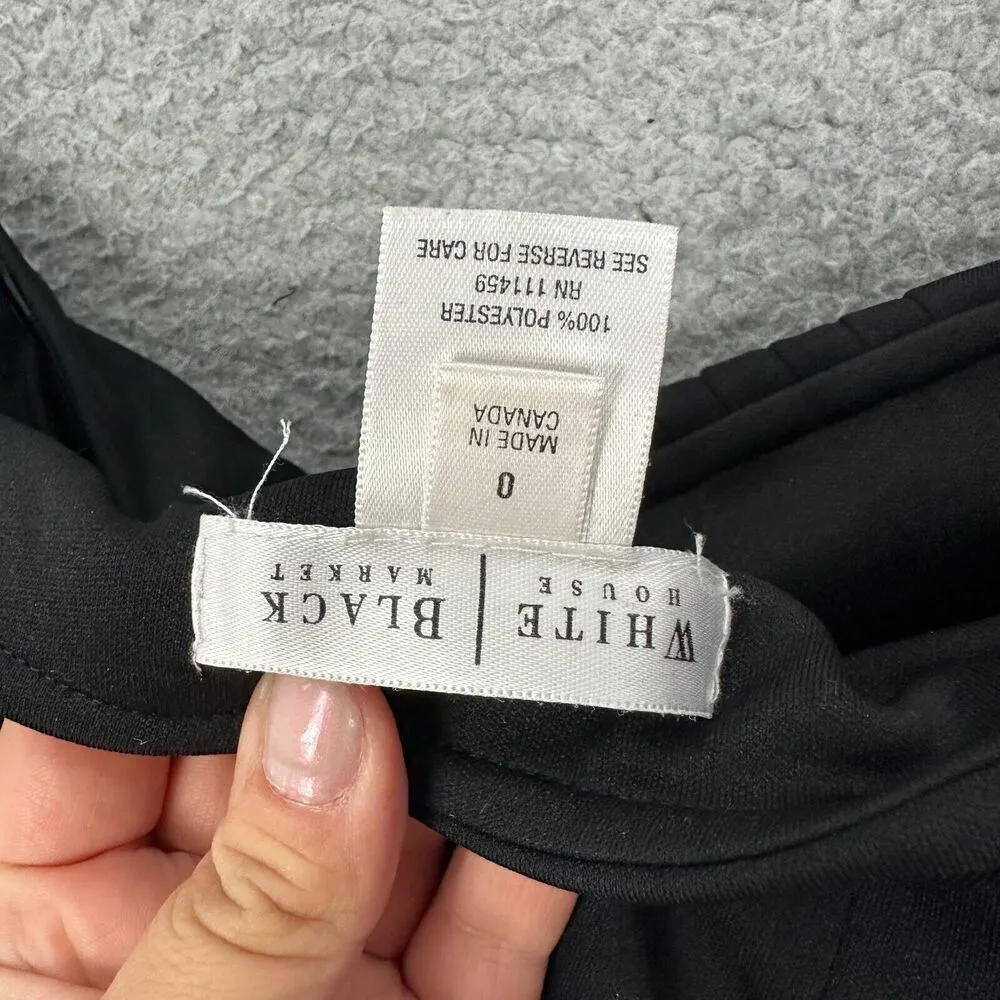 WHITE
HOUSE
BLACK
MARKET
0
MADE IN
CANADA
100% POLYESTER
RN 111459
SEE REVERSE FOR CARE